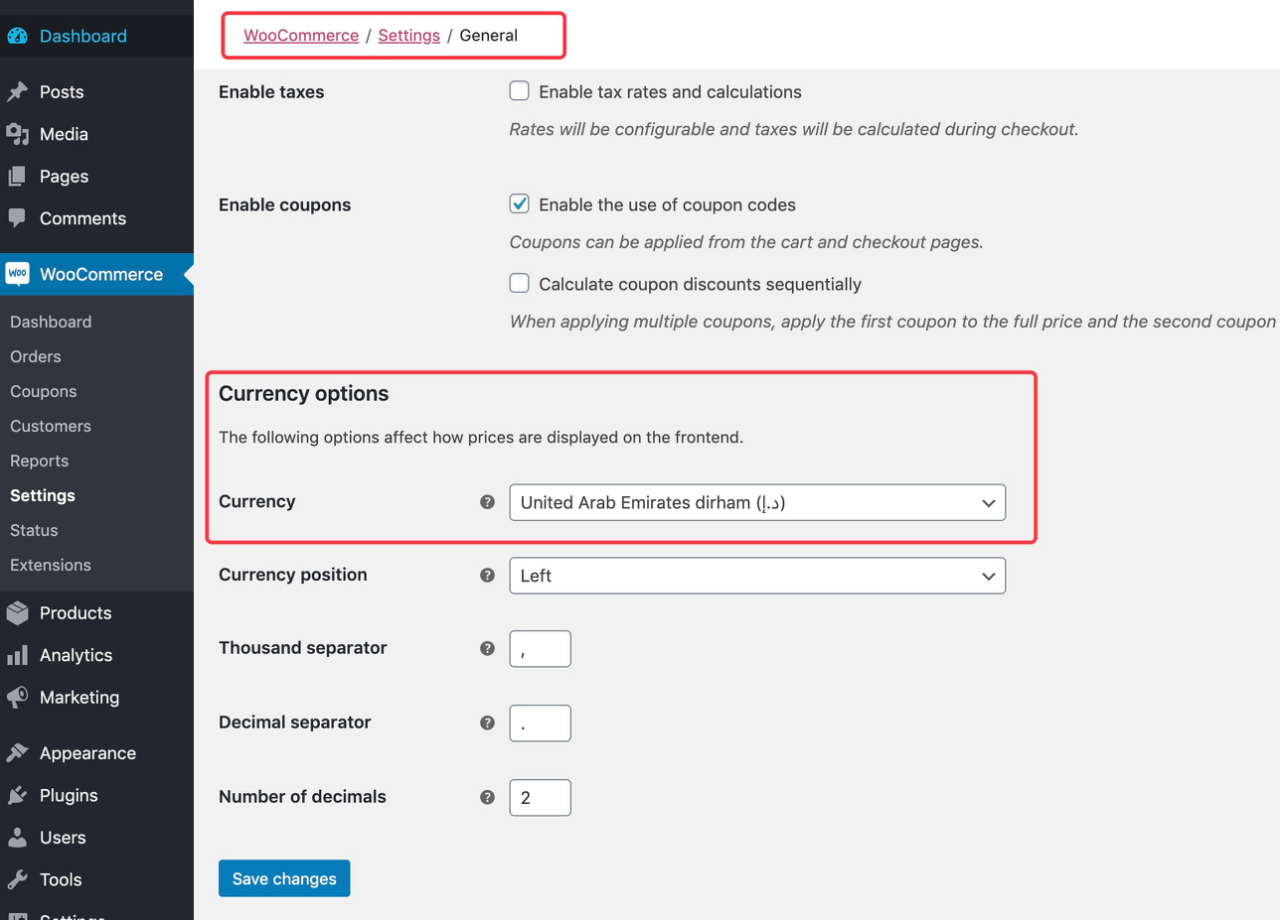 Dashboard
Posts
Media
Pages
Comments
Woo WooCommerce
Dashboard
Orders
Coupons
Customers
Reports
Settings
Status
Extensions
Products
Analytics
Marketing
Appearance
Plugins
Users
Tools
Settings
WooCommerce / Settings / General
Enable taxes
Enable tax rates and calculations
Rates will be configurable and taxes will be calculated during checkout.
Enable coupons
Enable the use of coupon codes
Coupons can be applied from the cart and checkout pages.
Calculate coupon discounts sequentially
When applying multiple coupons, apply the first coupon to the full price and the second coupon
Currency options
The following options affect how prices are displayed on the frontend.
Currency ? United Arab Emirates dirham (د.إ)
Currency position ? Left
Thousand separator ? ,
Decimal separator ? .
Number of decimals ? 2
Save changes